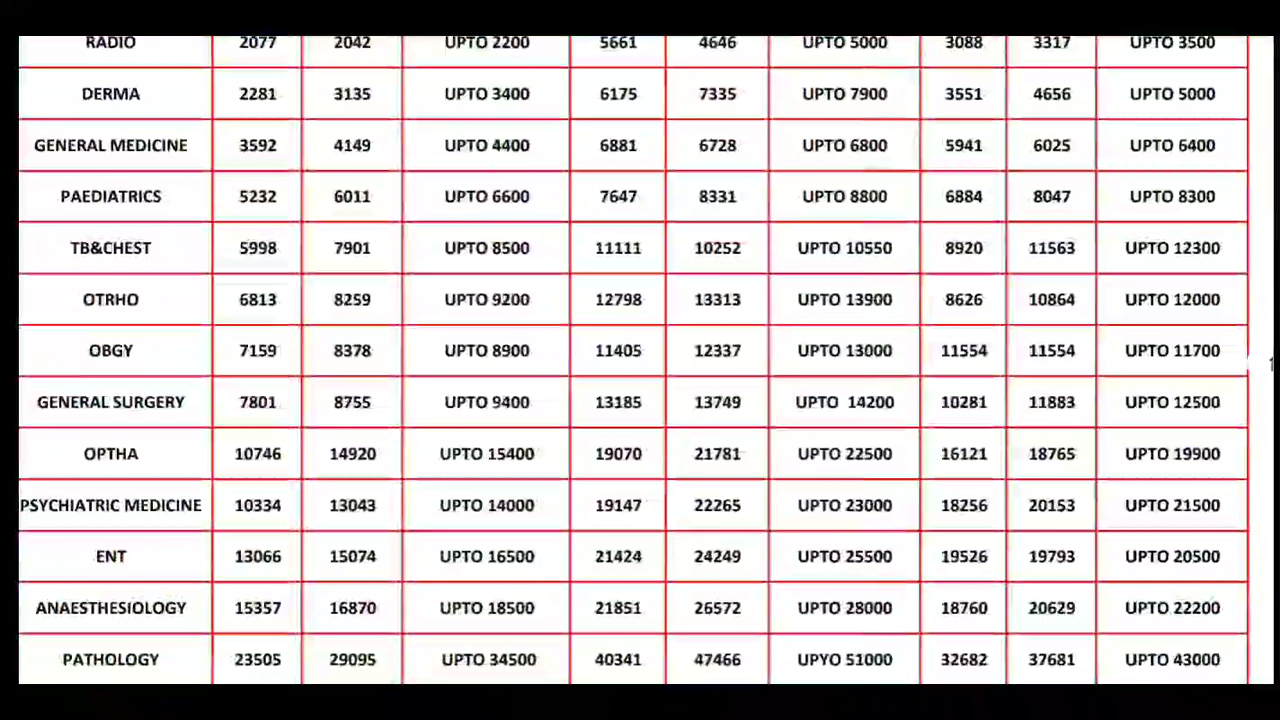 RADIO 2077 2042 UPTO 2200 5661 4646 UPTO 5000 3088 3317 UPTO 3500
DERMA 2281 3135 UPTO 3400 6175 7335 UPTO 7900 3551 4656 UPTO 5000
GENERAL MEDICINE 3592 4149 UPTO 4400 6881 6728 UPTO 6800 5941 6025 UPTO 6400
PAEDIATRICS 5232 6011 UPTO 6600 7647 8331 UPTO 8800 6884 8047 UPTO 8300
TB&CHEST 5998 7901 UPTO 8500 11111 10252 UPTO 10550 8920 11563 UPTO 12300
OTRHO 6813 8259 UPTO 9200 12798 13313 UPTO 13900 8626 10864 UPTO 12000
OBGY 7159 8378 UPTO 8900 11405 12337 UPTO 13000 11554 11554 UPTO 11700
GENERAL SURGERY 7801 8755 UPTO 9400 13185 13749 UPTO 14200 10281 11883 UPTO 12500
OPTHA 10746 14920 UPTO 15400 19070 21781 UPTO 22500 16121 18765 UPTO 19900
PSYCHIATRIC MEDICINE 10334 13043 UPTO 14000 19147 22265 UPTO 23000 18256 20153 UPTO 21500
ENT 13066 15074 UPTO 16500 21424 24249 UPTO 25500 19526 19793 UPTO 20500
ANAESTHESIOLOGY 15357 16870 UPTO 18500 21851 26572 UPTO 28000 18760 20629 UPTO 22200
PATHOLOGY 23505 29095 UPTO 34500 40341 47466 UPYO 51000 32682 37681 UPTO 43000